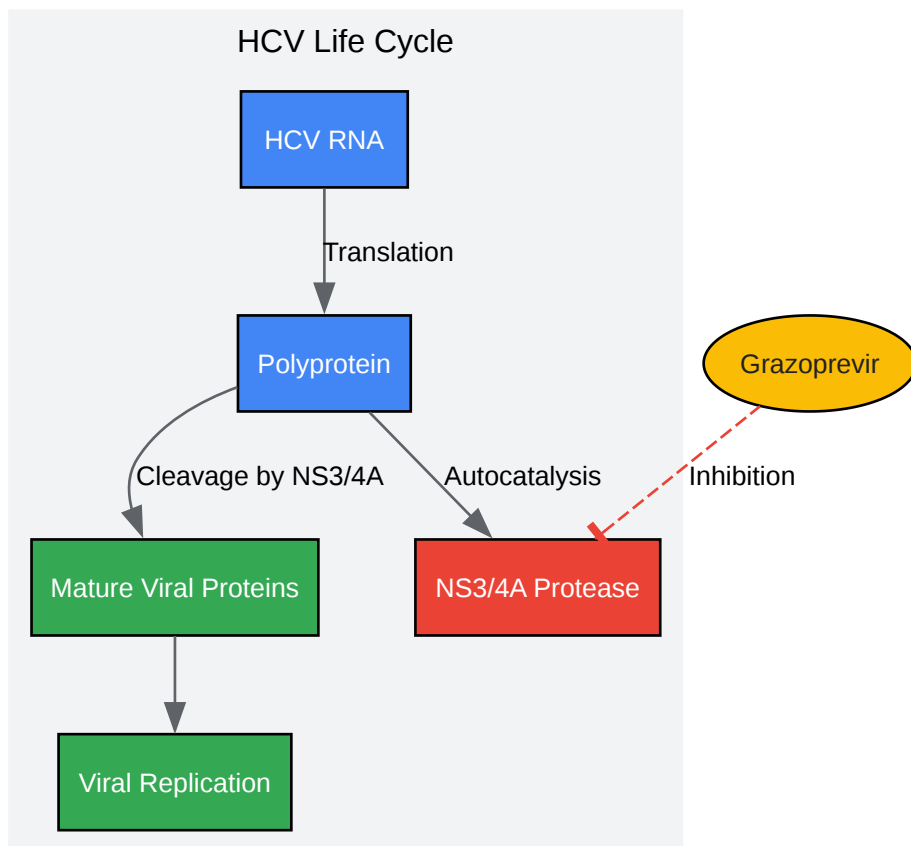 HCV Life Cycle
HCV RNA
Translation
Polyprotein
Grazoprevir
Cleavage by NS3/4A
Autocatalysis
Inhibition
Mature Viral Proteins
NS3/4A Protease
Viral Replication